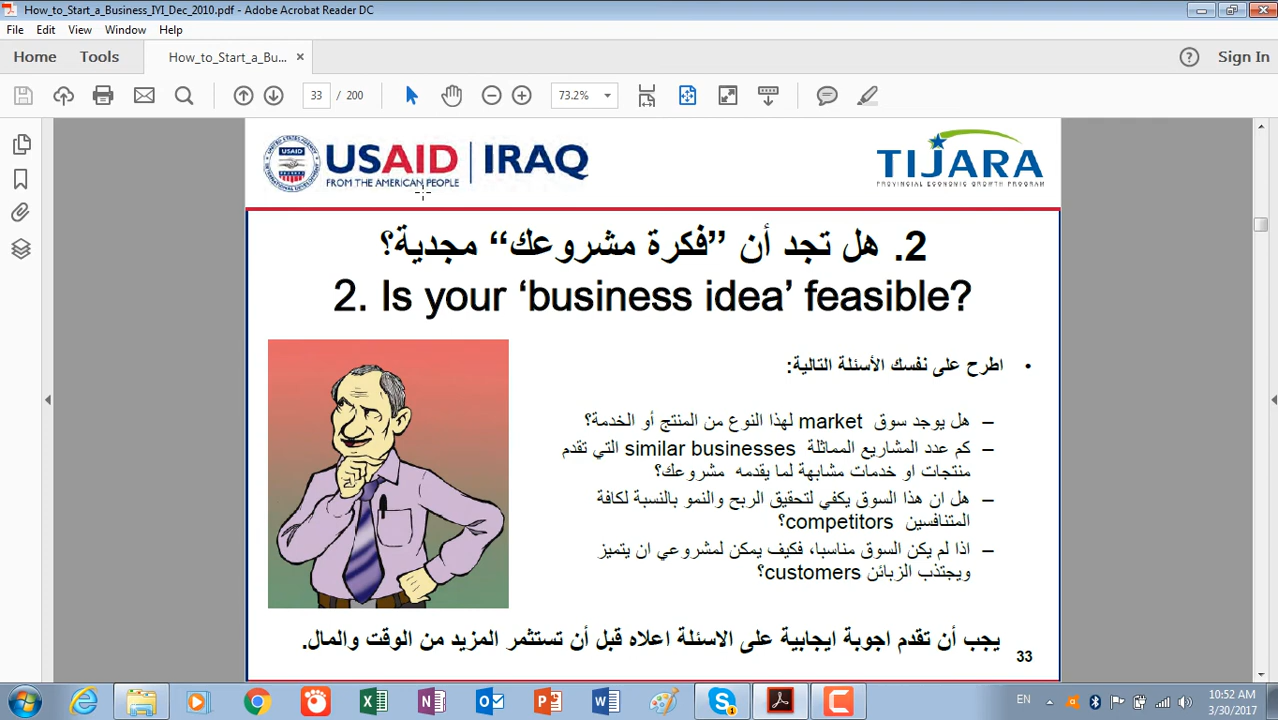 How_to_Start_a_Business_IYI_Dec_2010.pdf - Adobe Acrobat Reader DC
File Edit View Window Help
Home Tools How_to_Start_a_Bu... × Sign In
33 / 200 73.2%
USAID | IRAQ
FROM THE AMERICAN PEOPLE
TIJARA
PROVINCIAL ECONOMIC GROWTH PROGRAM
2. هل تجد أن ”فكرة مشروعك“ مجدية؟
2. Is your ‘business idea’ feasible?
• اطرح على نفسك الأسئلة التالية:
– هل يوجد سوق market لهذا النوع من المنتج أو الخدمة؟
– كم عدد المشاريع المماثلة similar businesses التي تقدم
منتجات او خدمات مشابهة لما يقدمه مشروعك؟
– هل ان هذا السوق يكفي لتحقيق الربح والنمو بالنسبة لكافة
المتنافسين competitors؟
– اذا لم يكن السوق مناسبا، فكيف يمكن لمشروعي ان يتميز
ويجتذب الزبائن customers؟
يجب أن تقدم اجوبة ايجابية على الاسئلة اعلاه قبل أن تستثمر المزيد من الوقت والمال.
33
EN
10:52 AM
3/30/2017